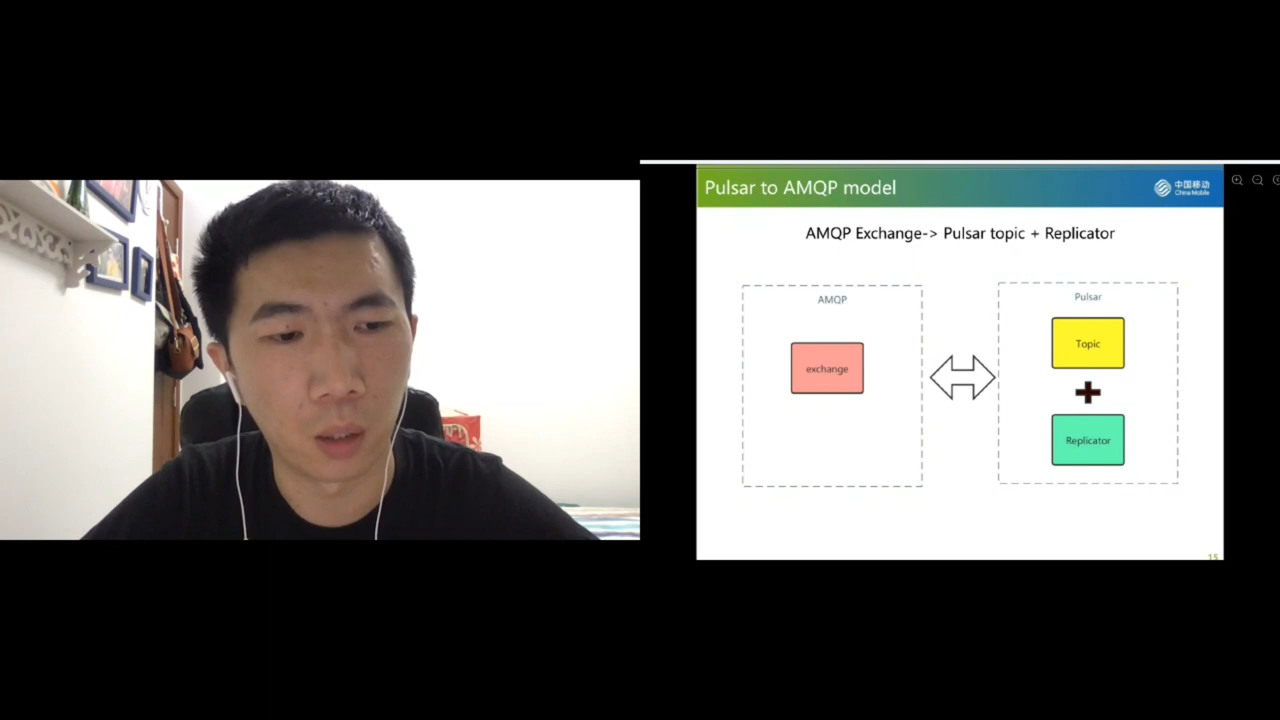 Pulsar to AMQP model
中国移动
China Mobile
AMQP Exchange-> Pulsar topic + Replicator
AMQP
exchange
Pulsar
Topic
Replicator
15